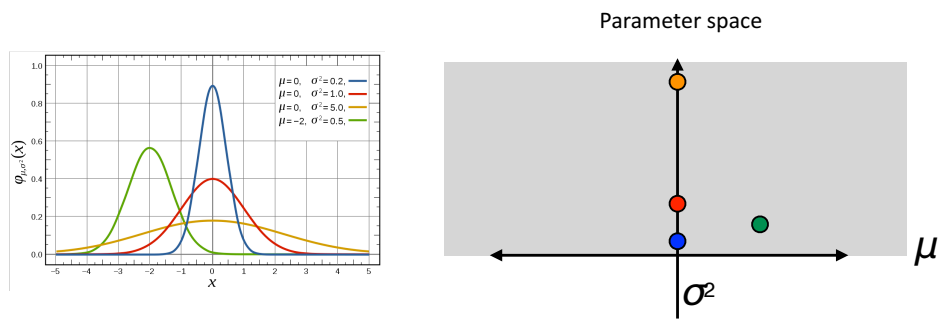 Parameter space
1.0
0.8
0.6
0.4
0.2
0.0
φμ,σ²(x)
μ=0, σ²=0.2,
μ=0, σ²=1.0,
μ=0, σ²=5.0,
μ=−2, σ²=0.5,
−5 −4 −3 −2 −1 0 1 2 3 4 5
x
μ
σ²